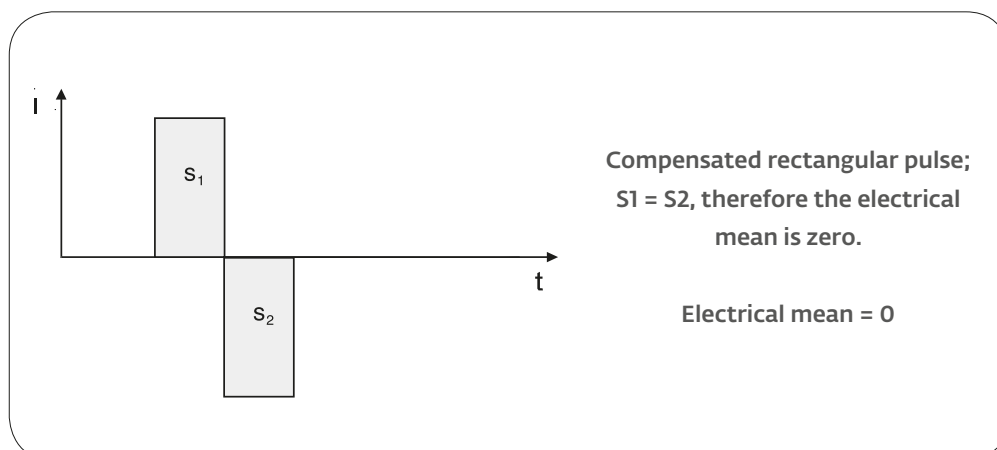 i
S₁
t
S₂
Compensated rectangular pulse;
S1 = S2, therefore the electrical
mean is zero.
Electrical mean = 0